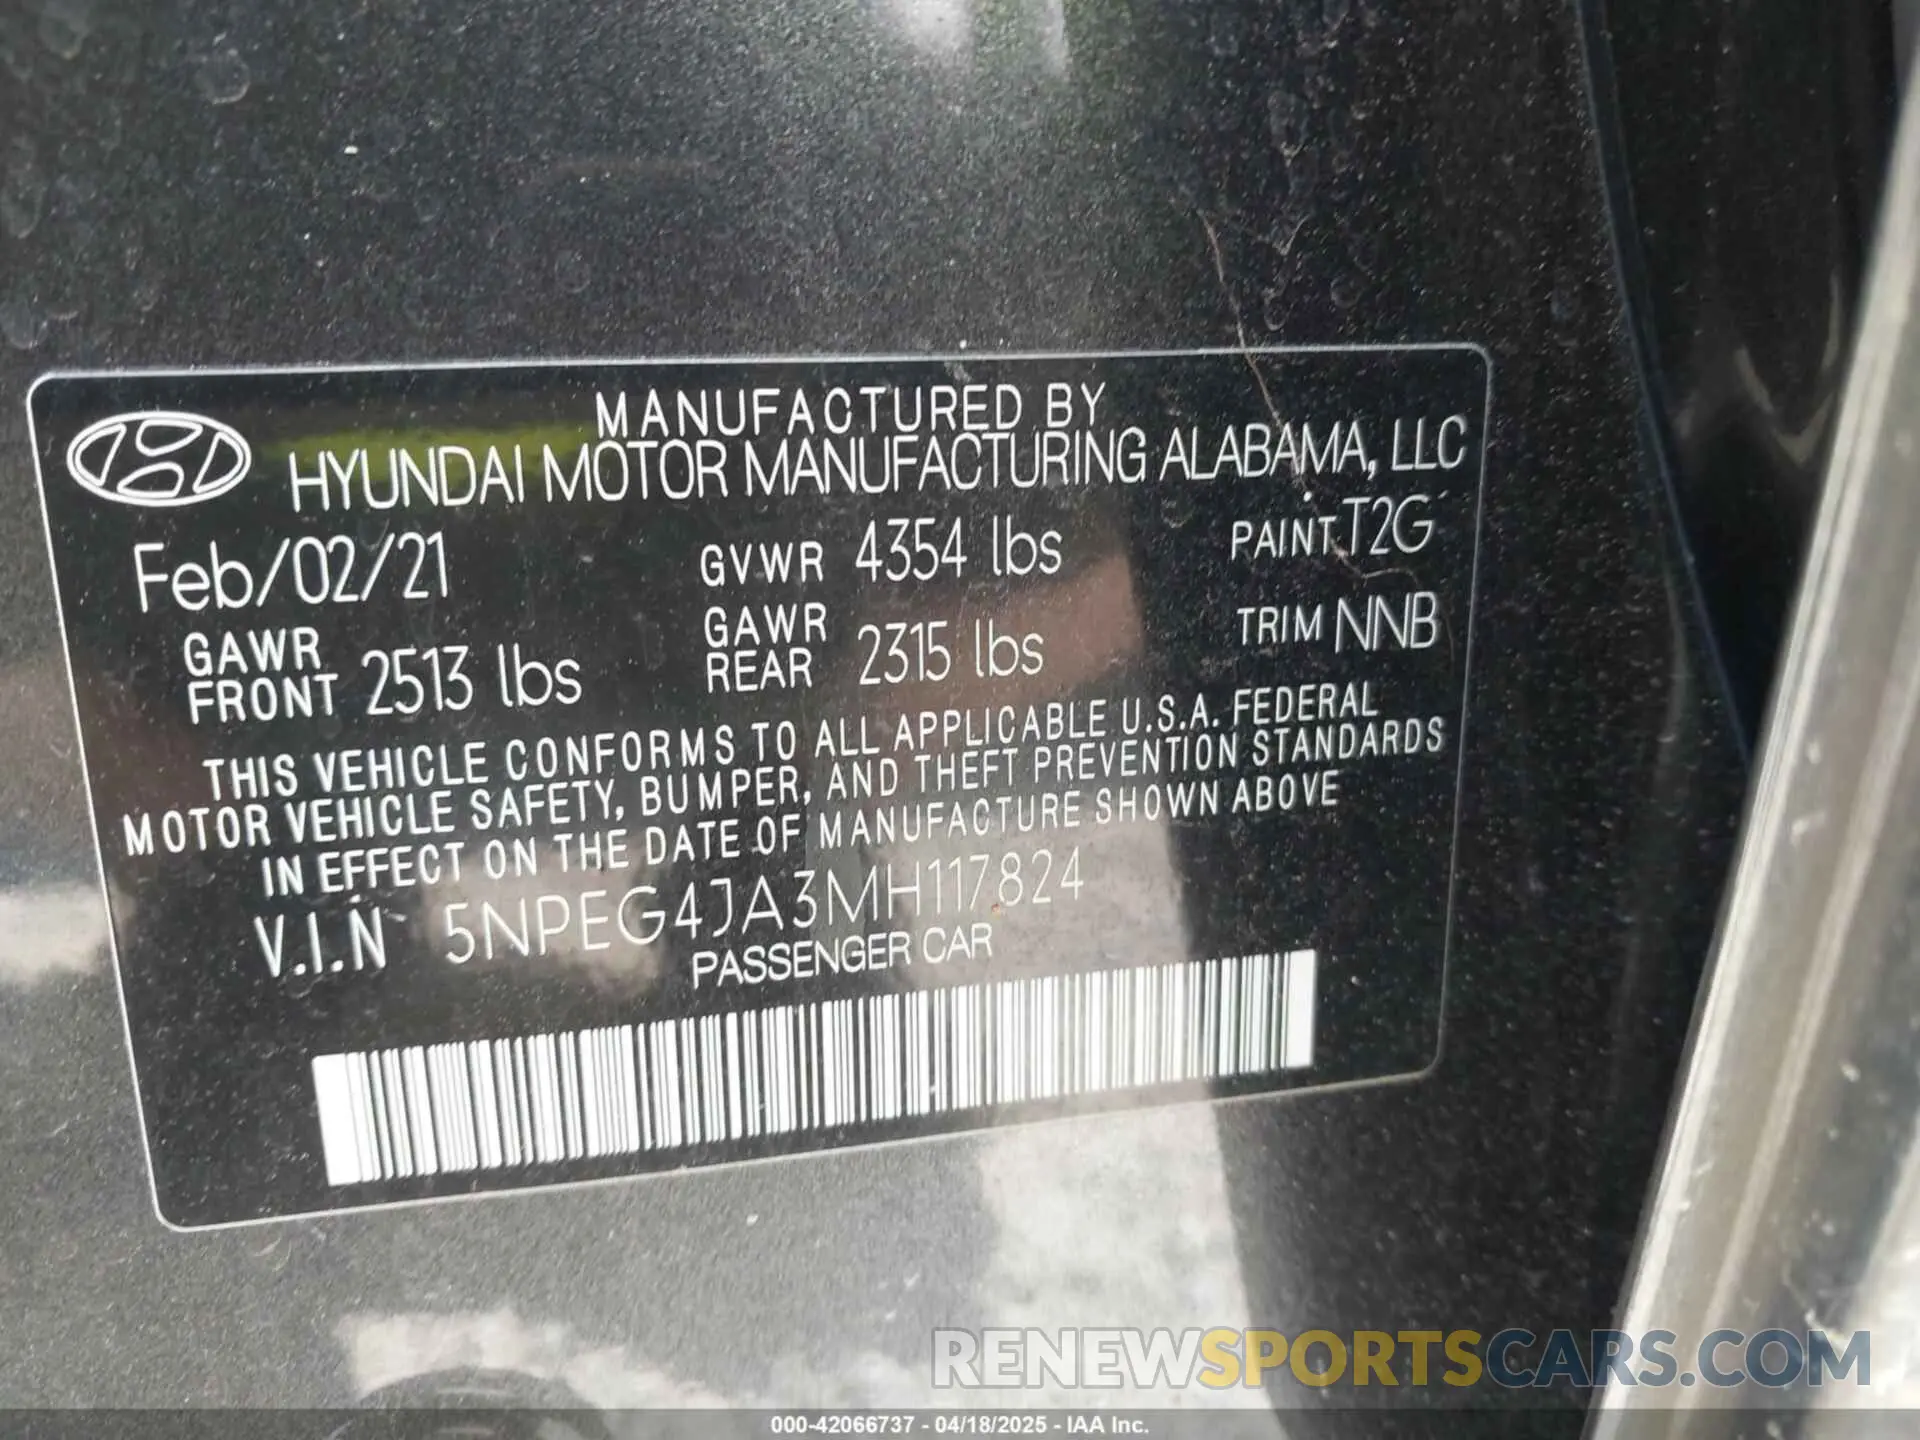 MANUFACTURED BY
HYUNDAI MOTOR MANUFACTURING ALABAMA, LLC
Feb/02/21 GVWR 4354 lbs PAINT T2G
GAWR FRONT 2513 lbs GAWR REAR 2315 lbs TRIM NNB
THIS VEHICLE CONFORMS TO ALL APPLICABLE U.S.A. FEDERAL
MOTOR VEHICLE SAFETY, BUMPER, AND THEFT PREVENTION STANDARDS
IN EFFECT ON THE DATE OF MANUFACTURE SHOWN ABOVE
V.I.N 5NPEG4JA3MH117824
PASSENGER CAR
RENEWSPORTSCARS.COM
000-42066737 - 04/18/2025 - IAA Inc.